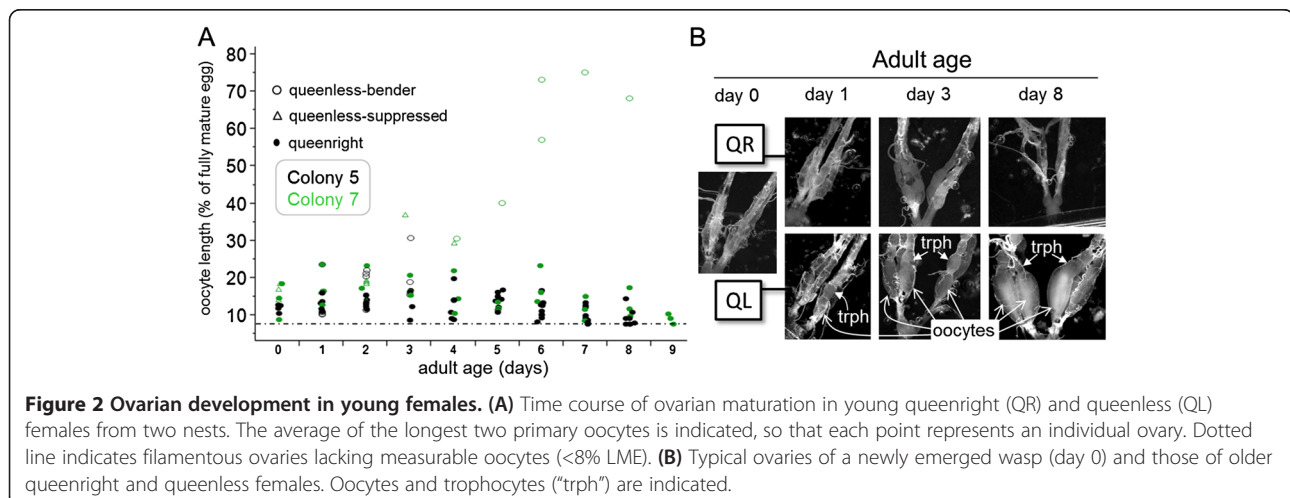 A
80
70
60
50
40
30
20
10
oocyte length (% of fully mature egg)
queenless-bender
queenless-suppressed
queenright
Colony 5
Colony 7
0 1 2 3 4 5 6 7 8 9
adult age (days)
B
Adult age
day 0 day 1 day 3 day 8
QR
QL
trph
trph
trph
oocytes
Figure 2 Ovarian development in young females. (A) Time course of ovarian maturation in young queenright (QR) and queenless (QL)
females from two nests. The average of the longest two primary oocytes is indicated, so that each point represents an individual ovary. Dotted
line indicates filamentous ovaries lacking measurable oocytes (<8% LME). (B) Typical ovaries of a newly emerged wasp (day 0) and those of older
queenright and queenless females. Oocytes and trophocytes (“trph”) are indicated.